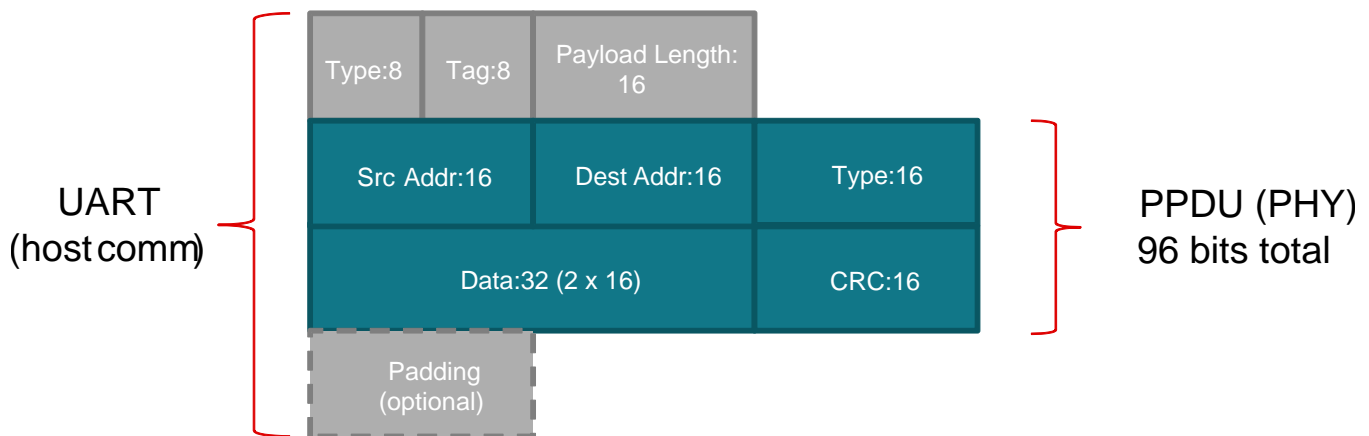 Type:8
Tag:8
Payload Length:
16
Src Addr:16
Dest Addr:16
Type:16
UART
(host comm)
PPDU (PHY)
96 bits total
Data:32 (2 x 16)
CRC:16
Padding
(optional)